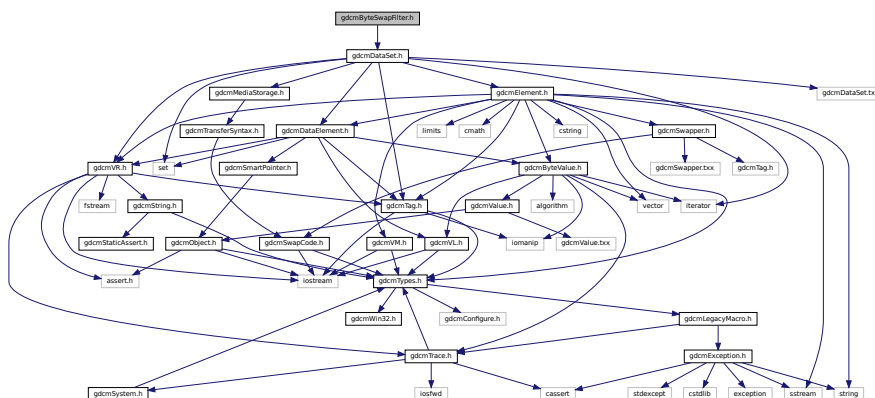 gdcmByteSwapFilter.h
gdcmDataSet.h
gdcmMediaStorage.h
gdcmElement.h
gdcmDataSet.tx
gdcmTransferSyntax.h
gdcmDataElement.h
limits
cmath
cstring
gdcmSwapper.h
gdcmVR.h
set
gdcmSmartPointer.h
gdcmByteValue.h
gdcmSwapper.txx
gdcmTag.h
fstream
gdcmString.h
gdcmTag.h
gdcmValue.h
algorithm
vector
iterator
gdcmStaticAssert.h
gdcmObject.h
gdcmSwapCode.h
gdcmVM.h
gdcmVL.h
iomanip
gdcmValue.txx
assert.h
iostream
gdcmTypes.h
gdcmWin32.h
gdcmConfigure.h
gdcmLegacyMacro.h
gdcmTrace.h
gdcmException.h
gdcmSystem.h
iosfwd
cassert
stdexcept
cstdlib
exception
sstream
string